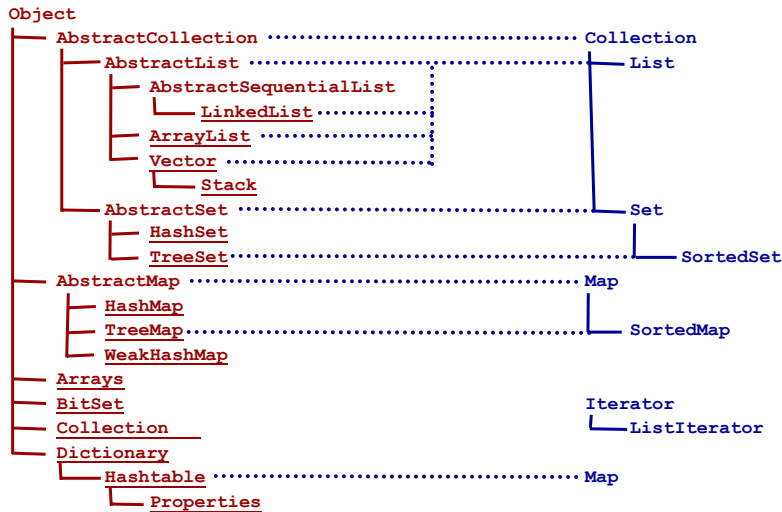 Object
AbstractCollection Collection
AbstractList List
AbstractSequentialList
LinkedList
ArrayList
Vector
Stack
AbstractSet Set
HashSet
TreeSet SortedSet
AbstractMap Map
HashMap
TreeMap SortedMap
WeakHashMap
Arrays
BitSet Iterator
Collection ListIterator
Dictionary
Hashtable Map
Properties